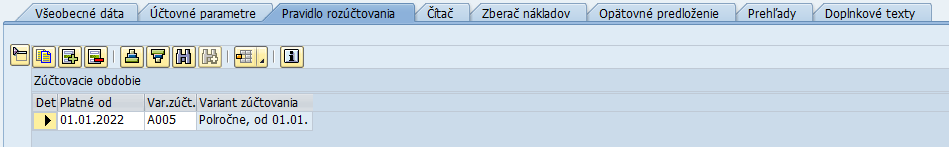 Všeobecné dáta Účtovné parametre Pravidlo rozúčtovania Čítač Zberač nákladov Opätovné predloženie Prehľady Doplnkové texty
Zúčtovacie obdobie
Det Platné od Var.zúčt. Variant zúčtovania
01.01.2022 A005 Polročne, od 01.01.